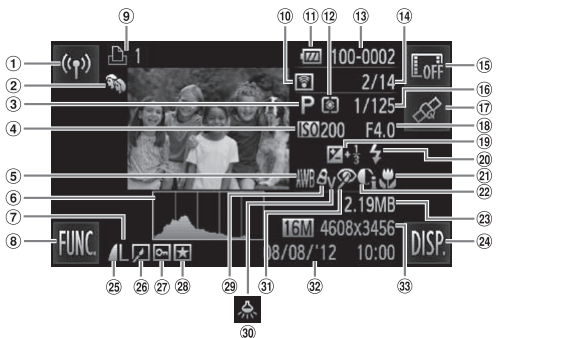 ⑨ ⑩ ⑪ ⑫ ⑬ ⑭
① 1 100-0002 OFF ⑮
② 2/14 ⑯
③ P 1/125 ⑰
④ ISO200 F4.0 ⑱
⑲
+1/3 ⑳
⑤ AWB ㉑
⑥ ㉒
⑦ 2.19MB ㉓
⑧ FUNC. 16M 4608x3456 DISP. ㉔
L 08/08/'12 10:00
㉕ ㉖ ㉗ ㉘ ㉙ ㉛ ㉜ ㉝
㉚